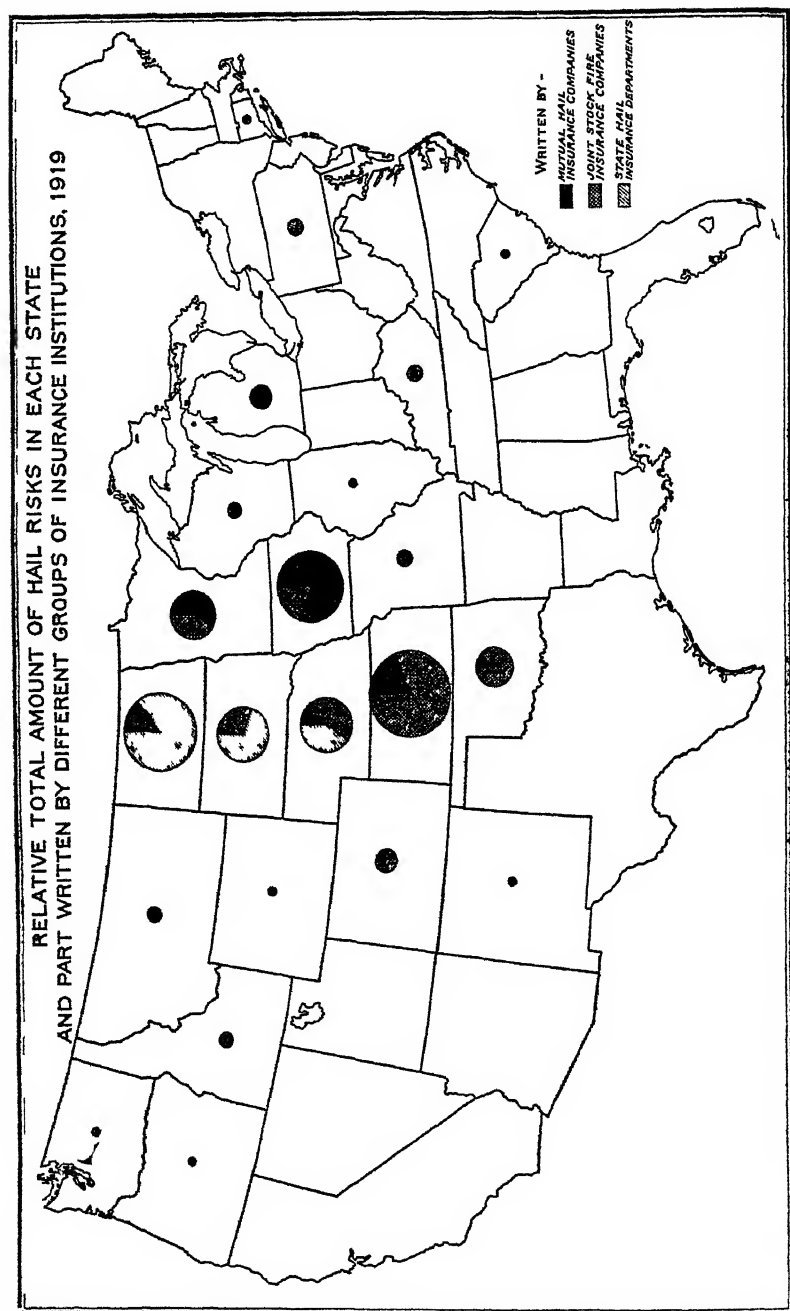 RELATIVE TOTAL AMOUNT OF HAIL RISKS IN EACH STATE
AND PART WRITTEN BY DIFFERENT GROUPS OF INSURANCE INSTITUTIONS, 1919
WRITTEN BY -
MUTUAL HAIL
INSURANCE COMPANIES
JOINT STOCK FIRE
INSURANCE COMPANIES
STATE HAIL
INSURANCE DEPARTMENTS